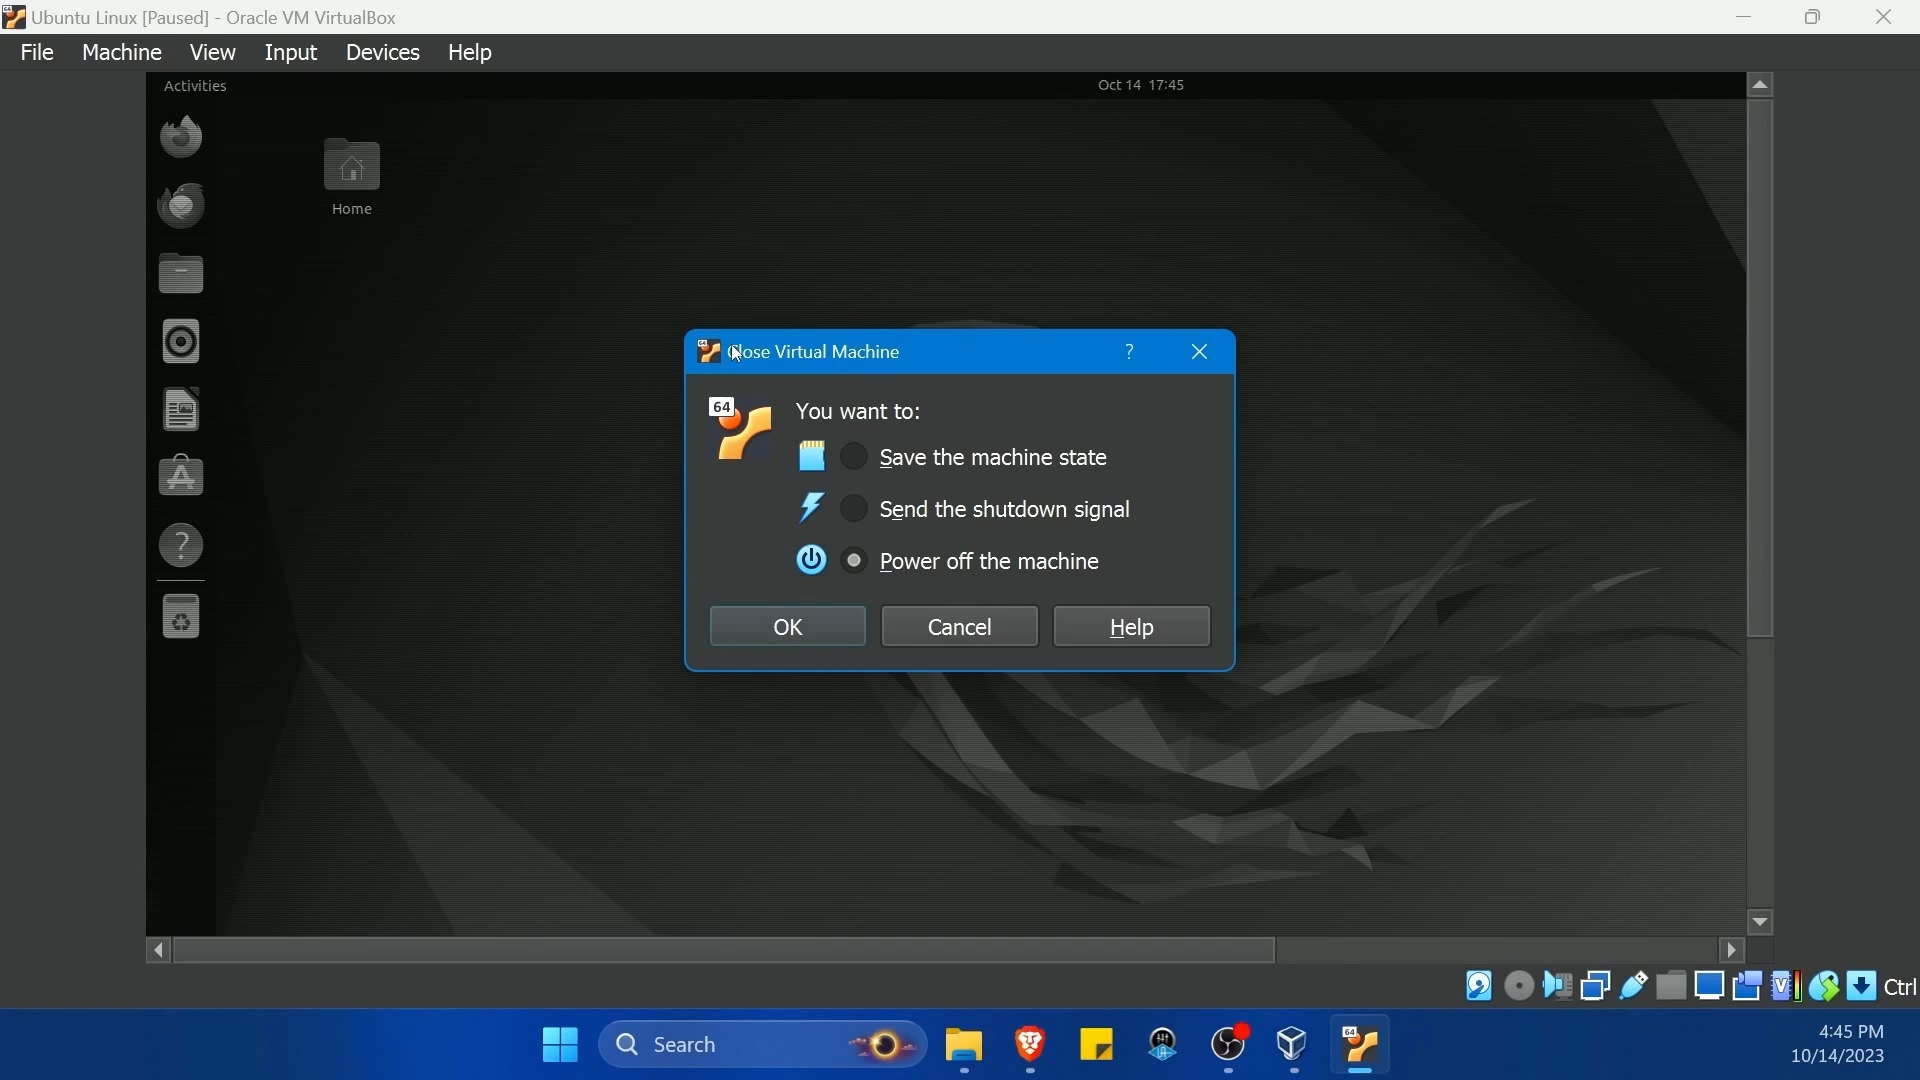 Ubuntu Linux [Paused] - Oracle VM VirtualBox
File Machine View Input Devices Help
Activities
Oct 14 17:45
Home
Close Virtual Machine
?
64
You want to:
Save the machine state
Send the shutdown signal
Power off the machine
OK Cancel Help
Ctrl
Search
64
4:45 PM
10/14/2023